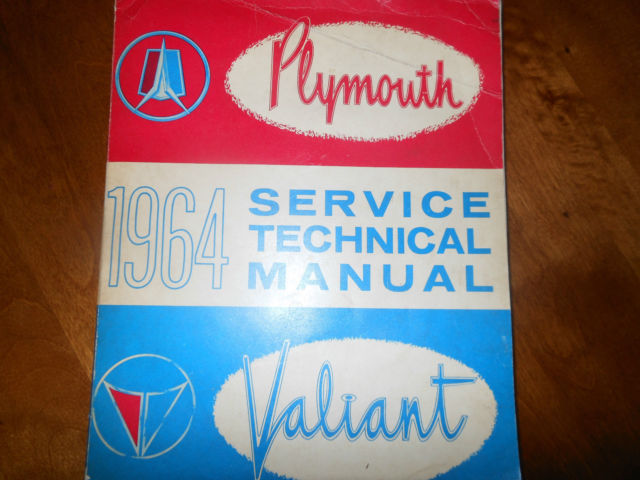 Plymouth
1964
SERVICE
TECHNICAL
MANUAL
Valiant